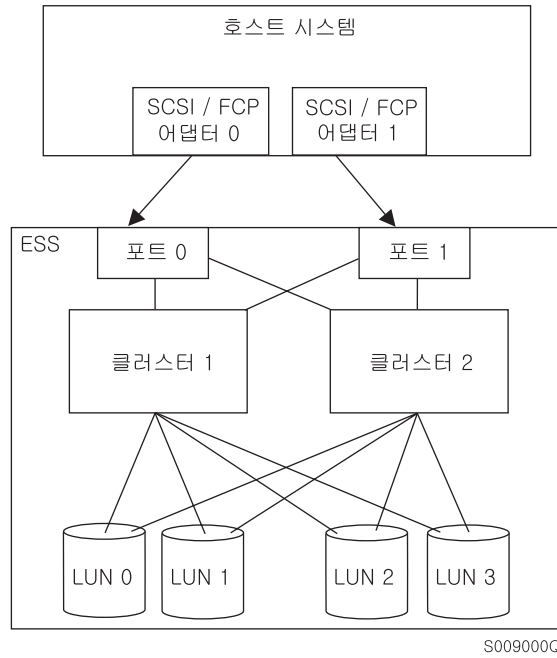 호스트 시스템
SCSI / FCP
어댑터 0
SCSI / FCP
어댑터 1
ESS
포트 0
포트 1
클러스터 1
클러스터 2
LUN 0
LUN 1
LUN 2
LUN 3
S009000Q